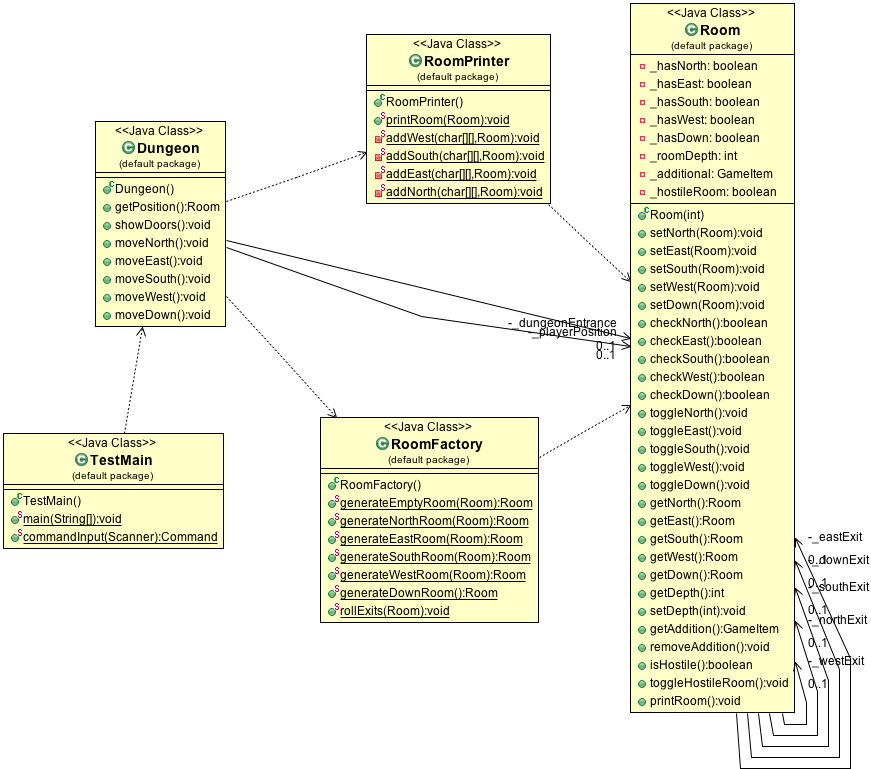 <<Java Class>>
Dungeon
(default package)
Dungeon()
getPosition():Room
showDoors():void
moveNorth():void
moveEast():void
moveSouth():void
moveWest():void
moveDown():void
<<Java Class>>
TestMain
(default package)
TestMain()
main(String[]):void
commandInput(Scanner):Command
<<Java Class>>
RoomPrinter
(default package)
RoomPrinter()
printRoom(Room):void
addWest(char[][],Room):void
addSouth(char[][],Room):void
addEast(char[][],Room):void
addNorth(char[][],Room):void
<<Java Class>>
RoomFactory
(default package)
RoomFactory()
generateEmptyRoom(Room):Room
generateNorthRoom(Room):Room
generateEastRoom(Room):Room
generateSouthRoom(Room):Room
generateWestRoom(Room):Room
generateDownRoom():Room
rollExits(Room):void
-_dungeonEntrance
-_playerPosition
0..1
0..1
<<Java Class>>
Room
(default package)
_hasNorth: boolean
_hasEast: boolean
_hasSouth: boolean
_hasWest: boolean
_hasDown: boolean
_roomDepth: int
_additional: GameItem
_hostileRoom: boolean
Room(int)
setNorth(Room):void
setEast(Room):void
setSouth(Room):void
setWest(Room):void
setDown(Room):void
checkNorth():boolean
checkEast():boolean
checkSouth():boolean
checkWest():boolean
checkDown():boolean
toggleNorth():void
toggleEast():void
toggleSouth():void
toggleWest():void
toggleDown():void
getNorth():Room
getEast():Room
getSouth():Room
getWest():Room
getDown():Room
getDepth():int
setDepth(int):void
getAddition():GameItem
removeAddition():void
isHostile():boolean
toggleHostileRoom():void
printRoom():void
-_eastExit
0..1
-_downExit
0..1
-_southExit
0..1
-_northExit
0..1
-_westExit
0..1